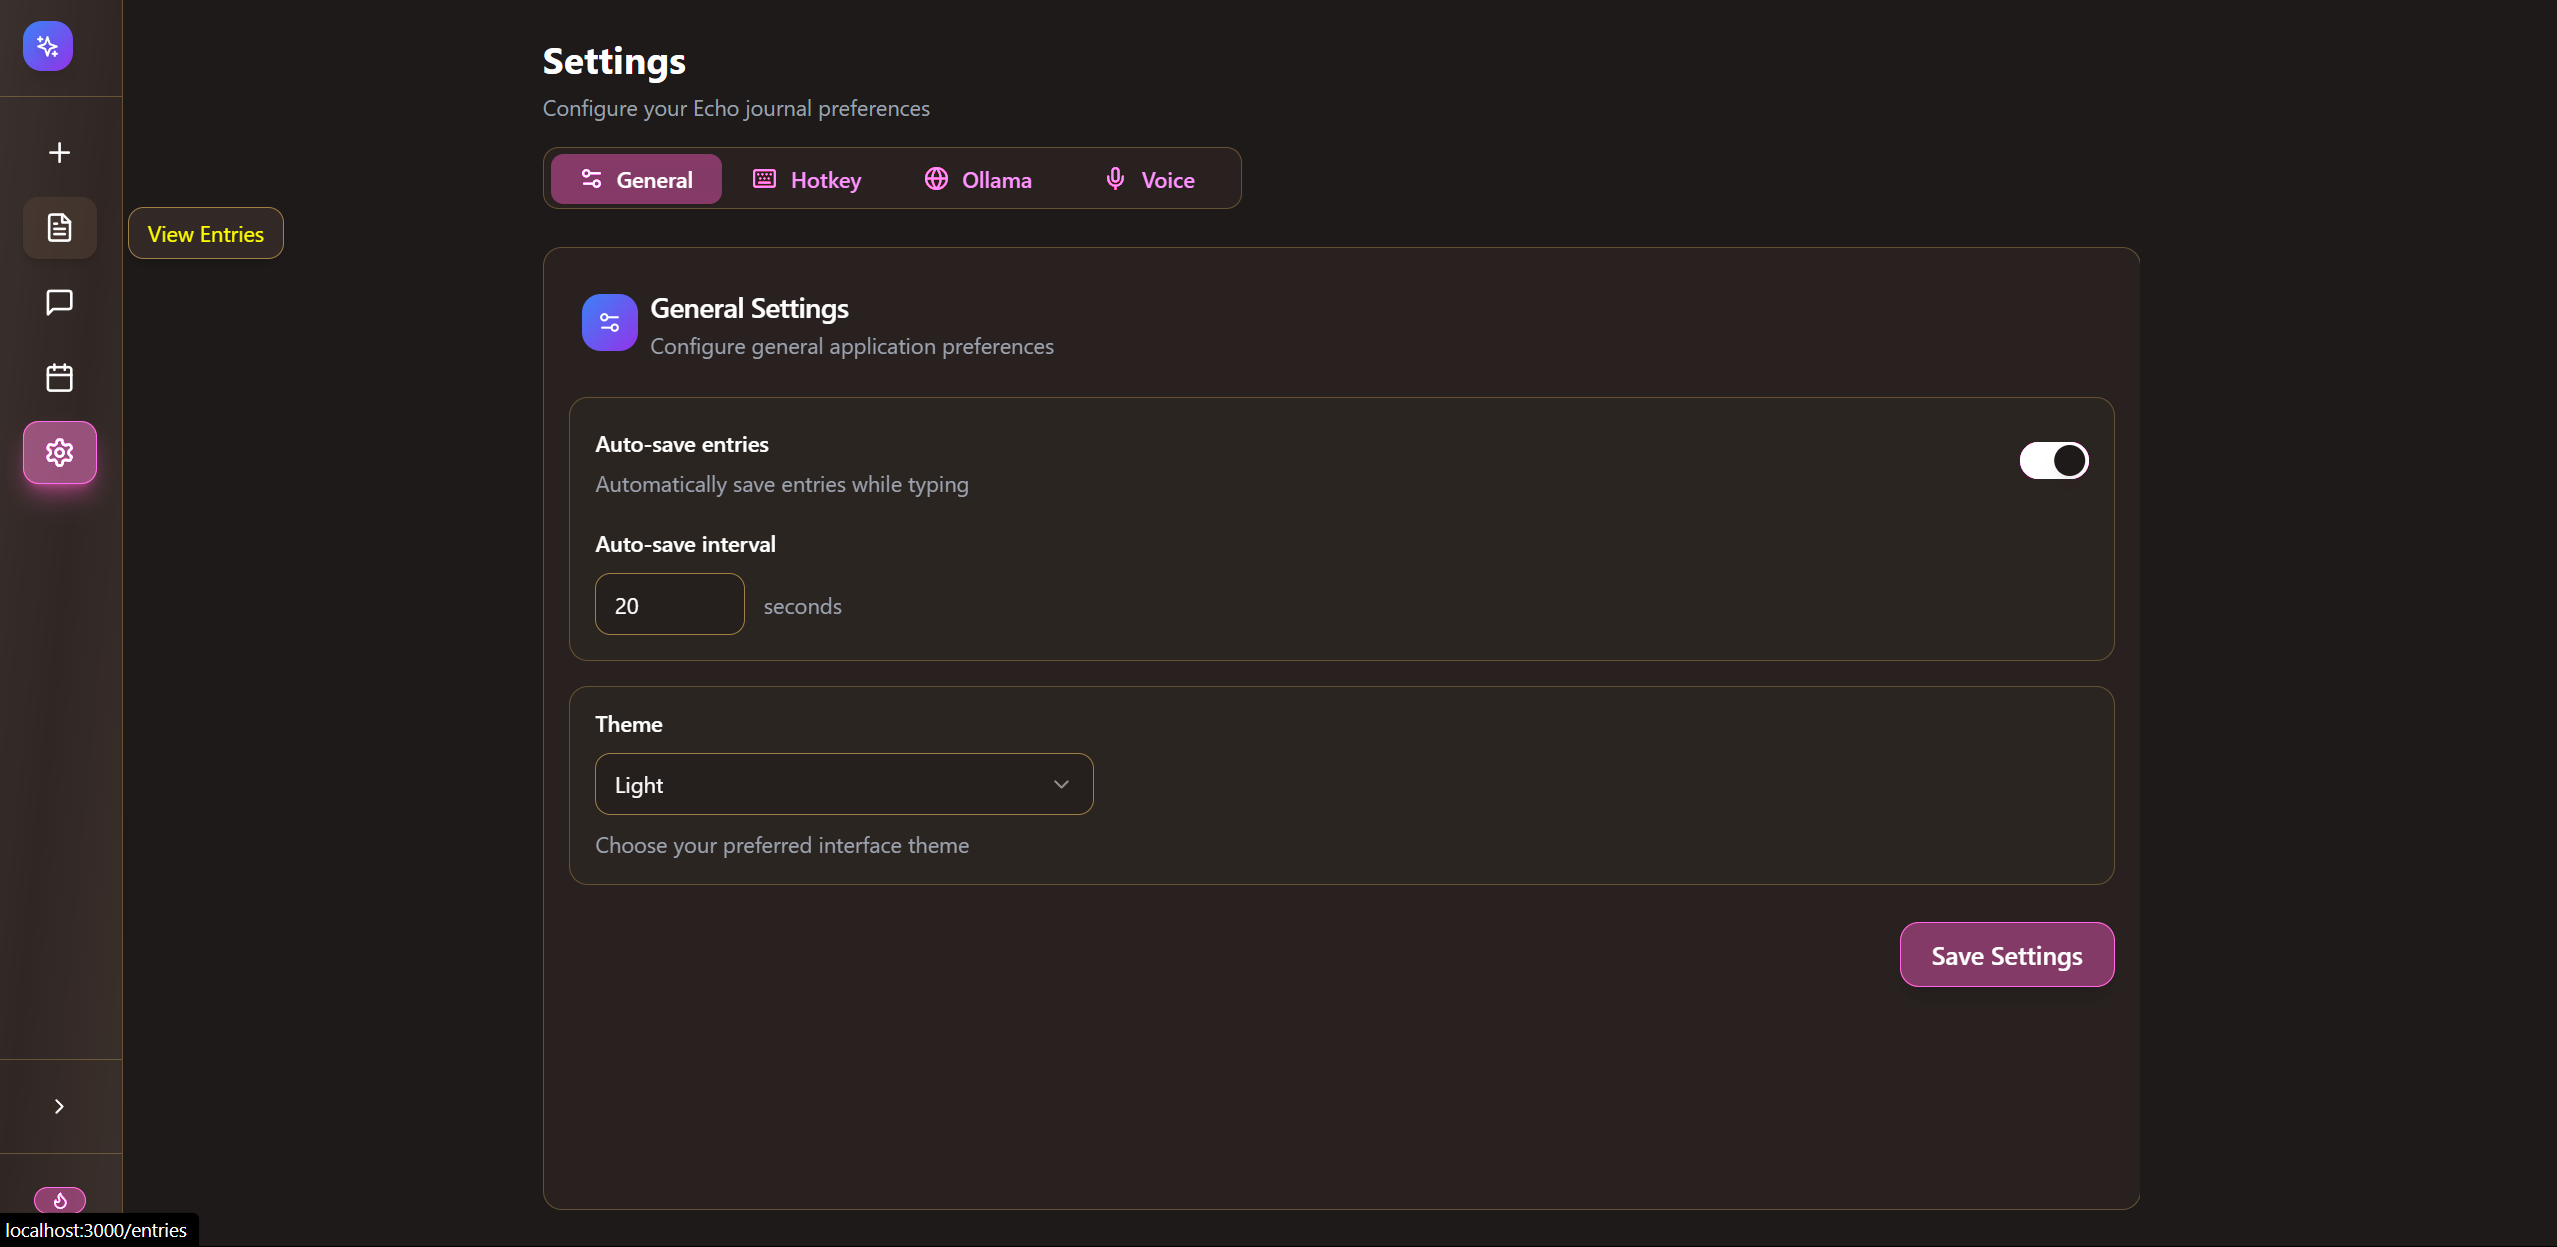 Settings
Configure your Echo journal preferences
General
Hotkey
Ollama
Voice
View Entries
General Settings
Configure general application preferences
Auto-save entries
Automatically save entries while typing
Auto-save interval
20 seconds
Theme
Light
Choose your preferred interface theme
Save Settings
localhost:3000/entries